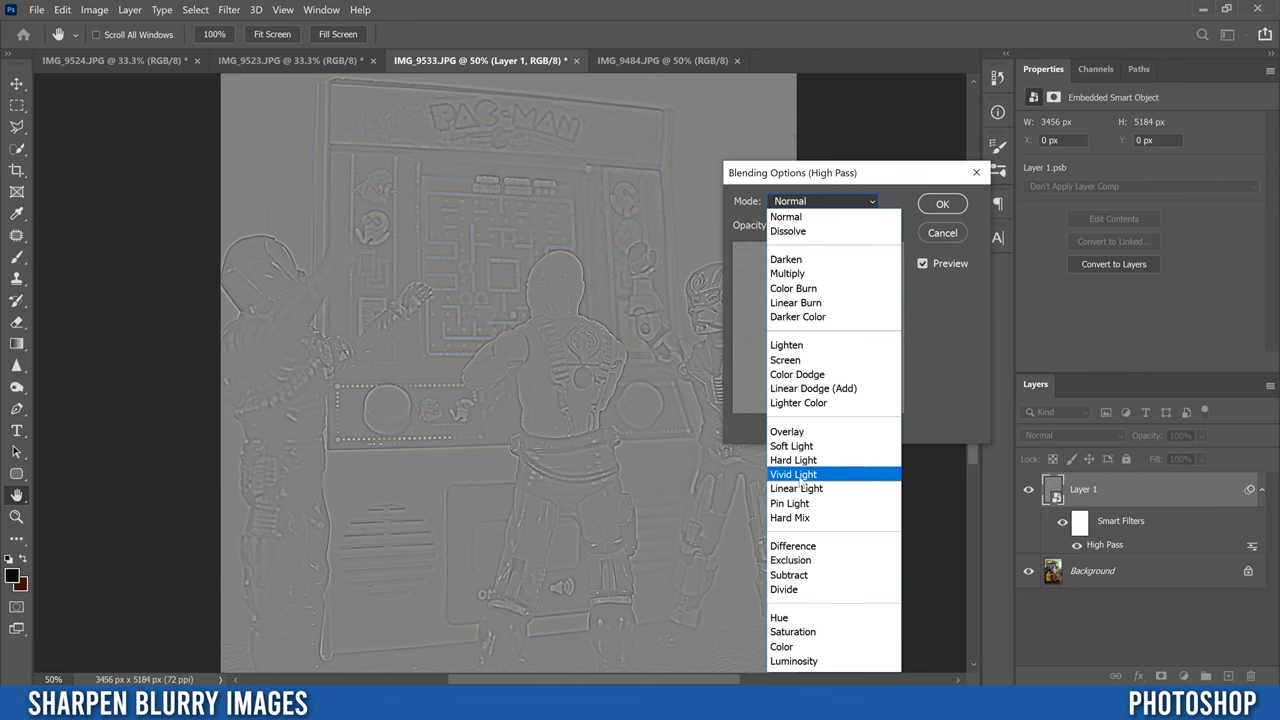 Ps File Edit Image Layer Type Select Filter 3D View Window Help
Scroll All Windows 100% Fit Screen Fill Screen
IMG_9524.JPG @ 33.3% (RGB/8) * × IMG_9523.JPG @ 33.3% (RGB/8) * × IMG_9533.JPG @ 50% (Layer 1, RGB/8) * × IMG_9484.JPG @ 50% (RGB/8) ×
PAC-MAN
Blending Options (High Pass)
Mode: Normal
Opacity
OK
Cancel
Preview
Normal
Dissolve
Darken
Multiply
Color Burn
Linear Burn
Darker Color
Lighten
Screen
Color Dodge
Linear Dodge (Add)
Lighter Color
Overlay
Soft Light
Hard Light
Vivid Light
Linear Light
Pin Light
Hard Mix
Difference
Exclusion
Subtract
Divide
Hue
Saturation
Color
Luminosity
Properties Channels Paths
Embedded Smart Object
W: 3456 px H: 5184 px
X: 0 px Y: 0 px
Layer 1.psb
Don't Apply Layer Comp
Edit Contents
Convert to Linked...
Convert to Layers
Layers
Kind
Normal Opacity: 100%
Lock: Fill: 100%
Layer 1
Smart Filters
High Pass
Background
50% 3456 px x 5184 px (72 ppi)
SHARPEN BLURRY IMAGES
PHOTOSHOP